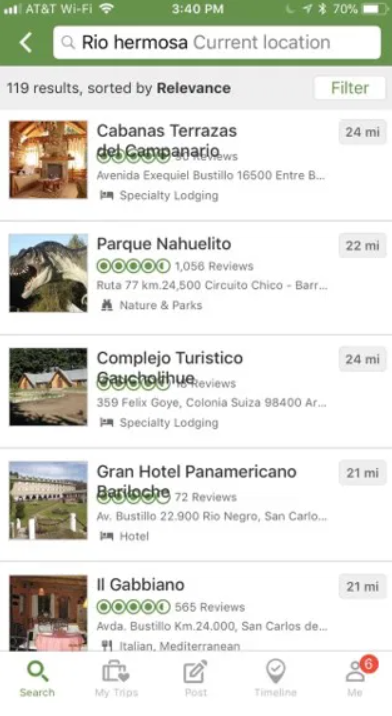 AT&T Wi-Fi 3:40 PM 70%
Rio hermosa Current location
119 results, sorted by Relevance Filter
Cabanas Terrazas 24 mi
del Campanario
Reviews
Avenida Exequiel Bustillo 16500 Entre B...
Specialty Lodging
Parque Nahuelito 22 mi
1,056 Reviews
Ruta 77 km.24,500 Circuito Chico - Barr...
Nature & Parks
Complejo Turistico 24 mi
Gaucholihue
Reviews
359 Felix Goye, Colonia Suiza 98400 Ar...
Specialty Lodging
Gran Hotel Panamericano 21 mi
Bariloche
72 Reviews
Av. Bustillo 22.900 Rio Negro, San Carlo...
Hotel
Il Gabbiano 21 mi
565 Reviews
Avda. Bustillo Km.24.000, San Carlos de...
Italian, Mediterranean
6
Search My Trips Post Timeline Me